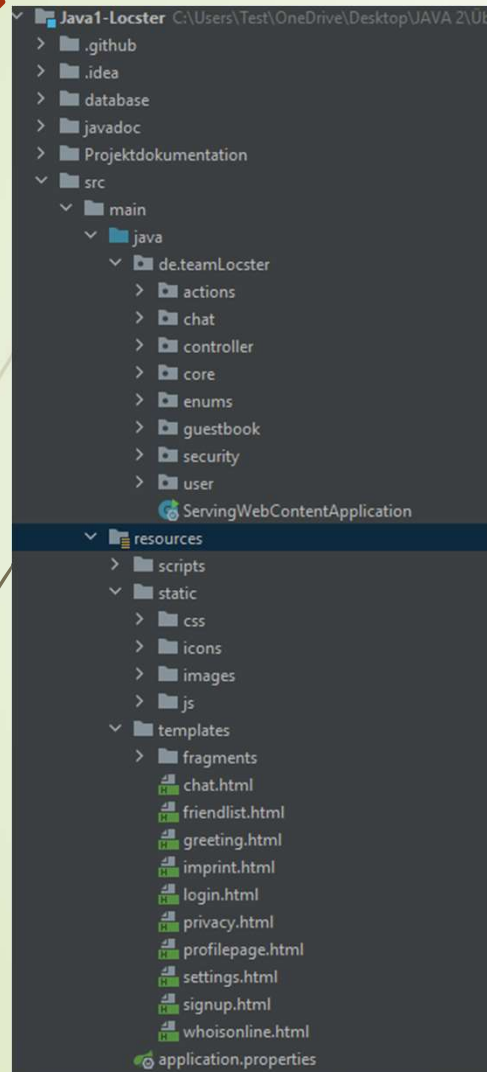 Java1-Locster C:\Users\Test\OneDrive\Desktop\JAVA 2\Üb
.github
.idea
database
javadoc
Projektdokumentation
src
main
java
de.teamLocster
actions
chat
controller
core
enums
guestbook
security
user
ServingWebContentApplication
resources
scripts
static
css
icons
images
js
templates
fragments
chat.html
friendlist.html
greeting.html
imprint.html
login.html
privacy.html
profilepage.html
settings.html
signup.html
whoisonline.html
application.properties